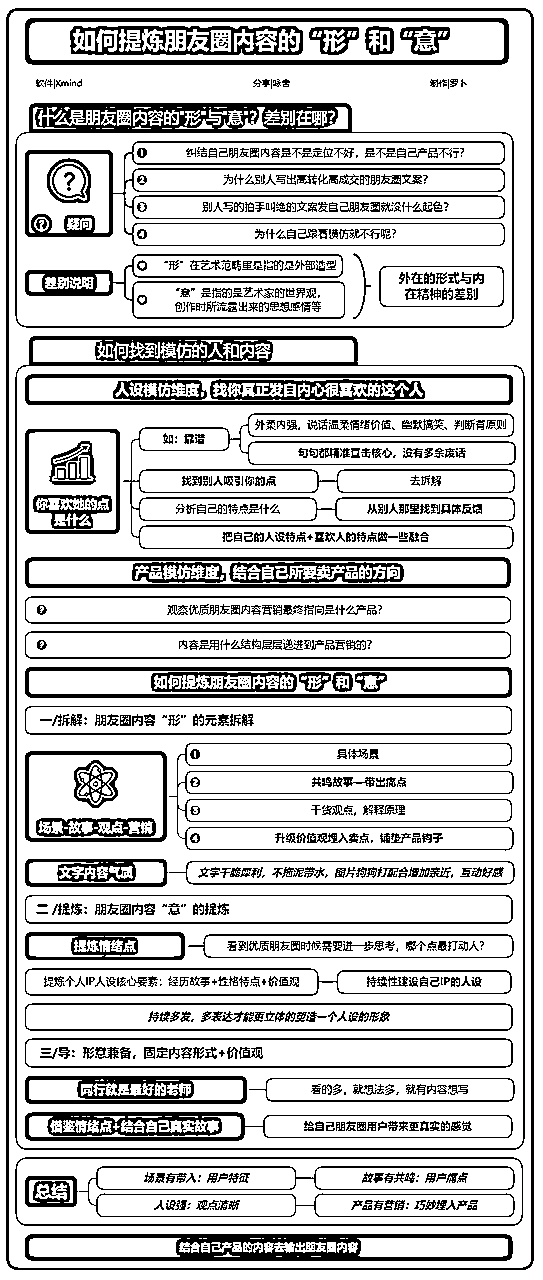 如何提炼朋友圈内容的“形”和“意”
软件|Xmind
分享|咏舍
制作|罗卜
什么是朋友圈内容的“形”与“意”？差别在哪？
疑问
1 纠结自己朋友圈内容是不是定位不好，是不是自己产品不行？
2 为什么别人写出高转化高成交的朋友圈文案？
3 别人写的拍手叫绝的文案发自己朋友圈就没什么起色？
4 为什么自己跟着模仿就不行呢？
差别说明
“形”在艺术范畴里是指的是外部造型
“意”是指的是艺术家的世界观，
创作时所流露出来的思想感情等
外在的形式与内
在精神的差别
如何找到模仿的人和内容
人设模仿维度，找你真正发自内心很喜欢的这个人
你喜欢她的点
是什么
如：靠谱
外柔内强，说话温柔情绪价值、幽默搞笑、判断有原则
句句都精准直击核心，没有多余废话
找到别人吸引你的点
去拆解
分析自己的特点是什么
从别人那里找到具体反馈
把自己的人设特点+喜欢人的特点做一些融合
产品模仿维度，结合自己所要卖产品的方向
观察优质朋友圈内容营销最终指向是什么产品？
内容是用什么结构层层递进到产品营销的？
如何提炼朋友圈内容的“形”和“意”
一/拆解：朋友圈内容“形”的元素拆解
场景-故事-观点-营销
1 具体场景
2 共鸣故事—带出痛点
3 干货观点，解释原理
4 升级价值观埋入卖点，铺垫产品钩子
文字内容气质
文字干脆犀利，不拖泥带水，图片狗狗打配合增加亲近，互动好感
二/提炼：朋友圈内容“意”的提炼
提炼情绪点
看到优质朋友圈时候需要进一步思考，哪个点最打动人？
提炼个人IP人设核心要素：经历故事+性格特点+价值观
持续性建设自己IP的人设
持续多发，多表达才能更立体的塑造一个人设的形象
三/导：形意兼备，固定内容形式+价值观
同行就是最好的老师
看的多，就想法多，就有内容想写
借鉴情绪点+结合自己真实故事
给自己朋友圈用户带来更真实的感觉
总结
场景有带入：用户特征
故事有共鸣：用户痛点
人设强：观点清晰
产品有营销：巧妙埋入产品
结合自己产品的内容去输出朋友圈内容